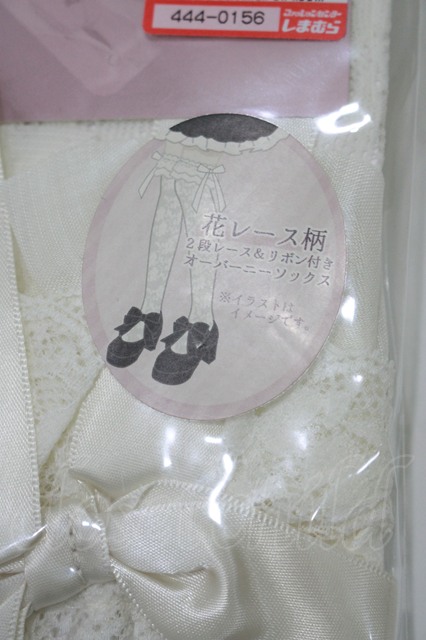 444-0156
ファッションセンター
しまむら
花レース柄
2段レース&リボン付き
オーバーニーソックス
※イラストは
イメージです。